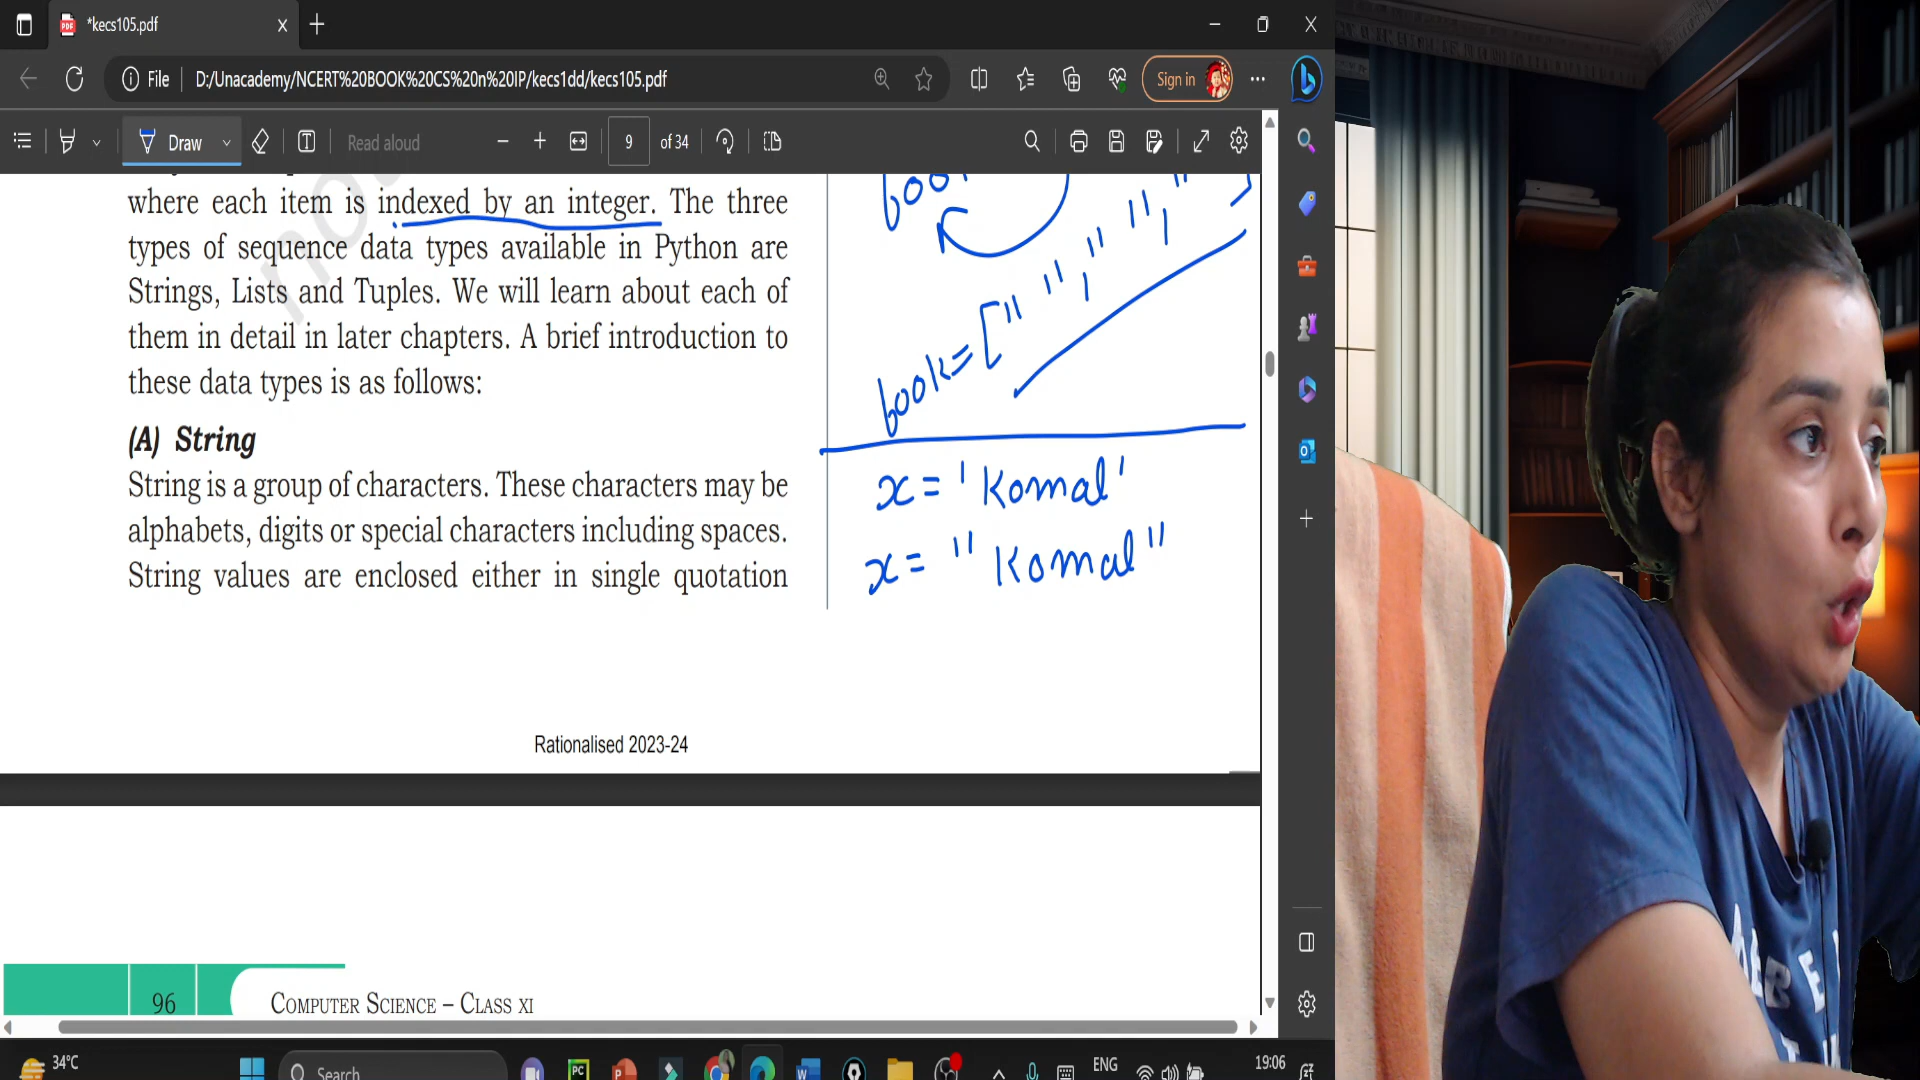 *kecs105.pdf
File
D:/Unacademy/NCERT%20BOOK%20CS%20n%20IP/kecs1dd/kecs105.pdf
Sign in
Draw
Read aloud
9
of 34
where each item is indexed by an integer. The three
types of sequence data types available in Python are
Strings, Lists and Tuples. We will learn about each of
them in detail in later chapters. A brief introduction to
these data types is as follows:
(A) String
String is a group of characters. These characters may be
alphabets, digits or special characters including spaces.
String values are enclosed either in single quotation
book=[" "," ","
x = 'Komal'
x = "Komal"
Rationalised 2023-24
96
COMPUTER SCIENCE – CLASS XI
34°C
Search
ENG
19:06